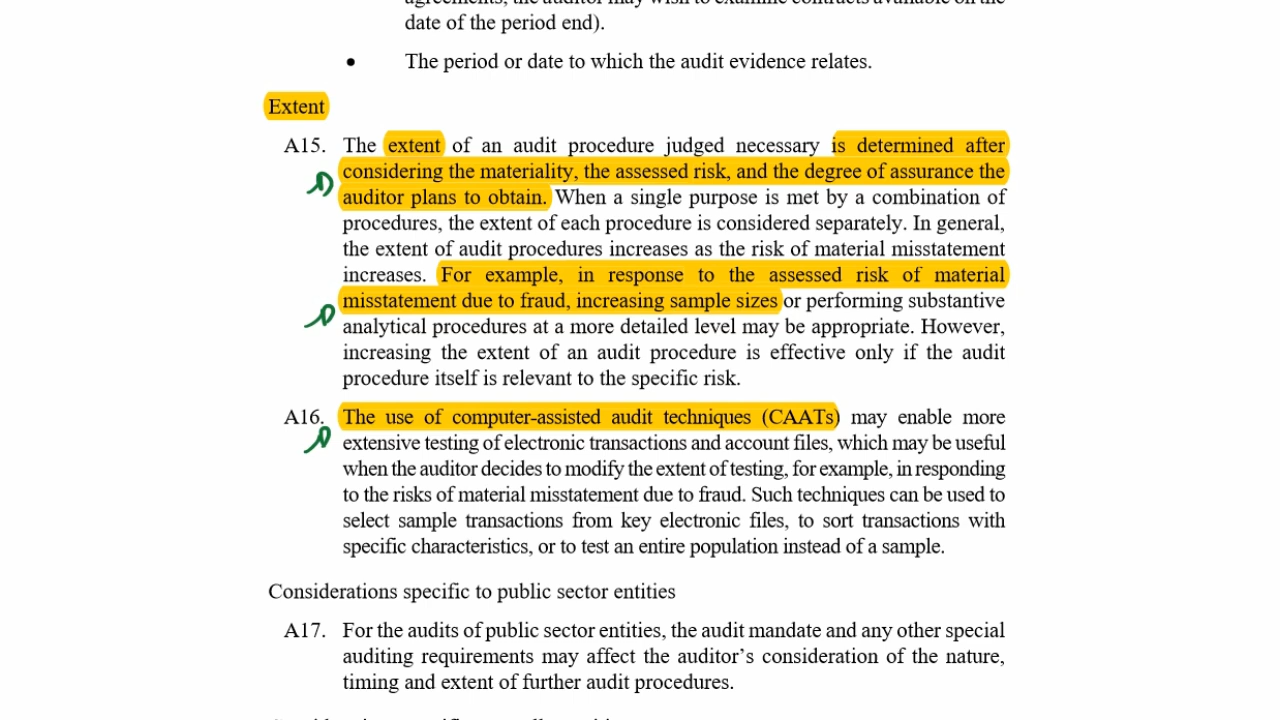 agreements, the auditor may wish to examine contracts available on the
date of the period end).
• The period or date to which the audit evidence relates.
Extent
A15. The extent of an audit procedure judged necessary is determined after
considering the materiality, the assessed risk, and the degree of assurance the
auditor plans to obtain. When a single purpose is met by a combination of
procedures, the extent of each procedure is considered separately. In general,
the extent of audit procedures increases as the risk of material misstatement
increases. For example, in response to the assessed risk of material
misstatement due to fraud, increasing sample sizes or performing substantive
analytical procedures at a more detailed level may be appropriate. However,
increasing the extent of an audit procedure is effective only if the audit
procedure itself is relevant to the specific risk.
A16. The use of computer-assisted audit techniques (CAATs) may enable more
extensive testing of electronic transactions and account files, which may be useful
when the auditor decides to modify the extent of testing, for example, in responding
to the risks of material misstatement due to fraud. Such techniques can be used to
select sample transactions from key electronic files, to sort transactions with
specific characteristics, or to test an entire population instead of a sample.
Considerations specific to public sector entities
A17. For the audits of public sector entities, the audit mandate and any other special
auditing requirements may affect the auditor’s consideration of the nature,
timing and extent of further audit procedures.